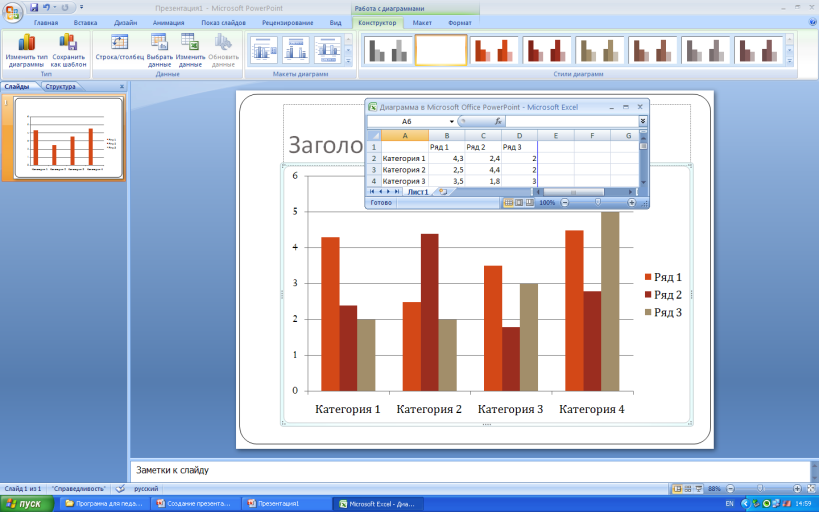 Презентация1 - Microsoft PowerPoint
Работа с диаграммами
Главная Вставка Дизайн Анимация Показ слайдов Рецензирование Вид Конструктор Макет Формат
Изменить тип диаграммы
Сохранить как шаблон
Строка/столбец
Выбрать данные
Изменить данные
Обновить данные
Тип Данные Макеты диаграмм Стили диаграмм
Слайды Структура
1
Диаграмма в Microsoft Office PowerPoint - Microsoft Excel
A6 fx
A B C D E F G
1 Ряд 1 Ряд 2 Ряд 3
2 Категория 1 4,3 2,4 2
3 Категория 2 2,5 4,4 2
4 Категория 3 3,5 1,8 3
Лист1
Готово 100%
Заголо
6
5
4
3
2
1
0
Категория 1 Категория 2 Категория 3 Категория 4
Ряд 1
Ряд 2
Ряд 3
Заметки к слайду
Слайд 1 из 1 "Справедливость" русский 88%
пуск Программа для педа... Создание презента... Презентация1 Microsoft Excel - Диа... EN 14:59